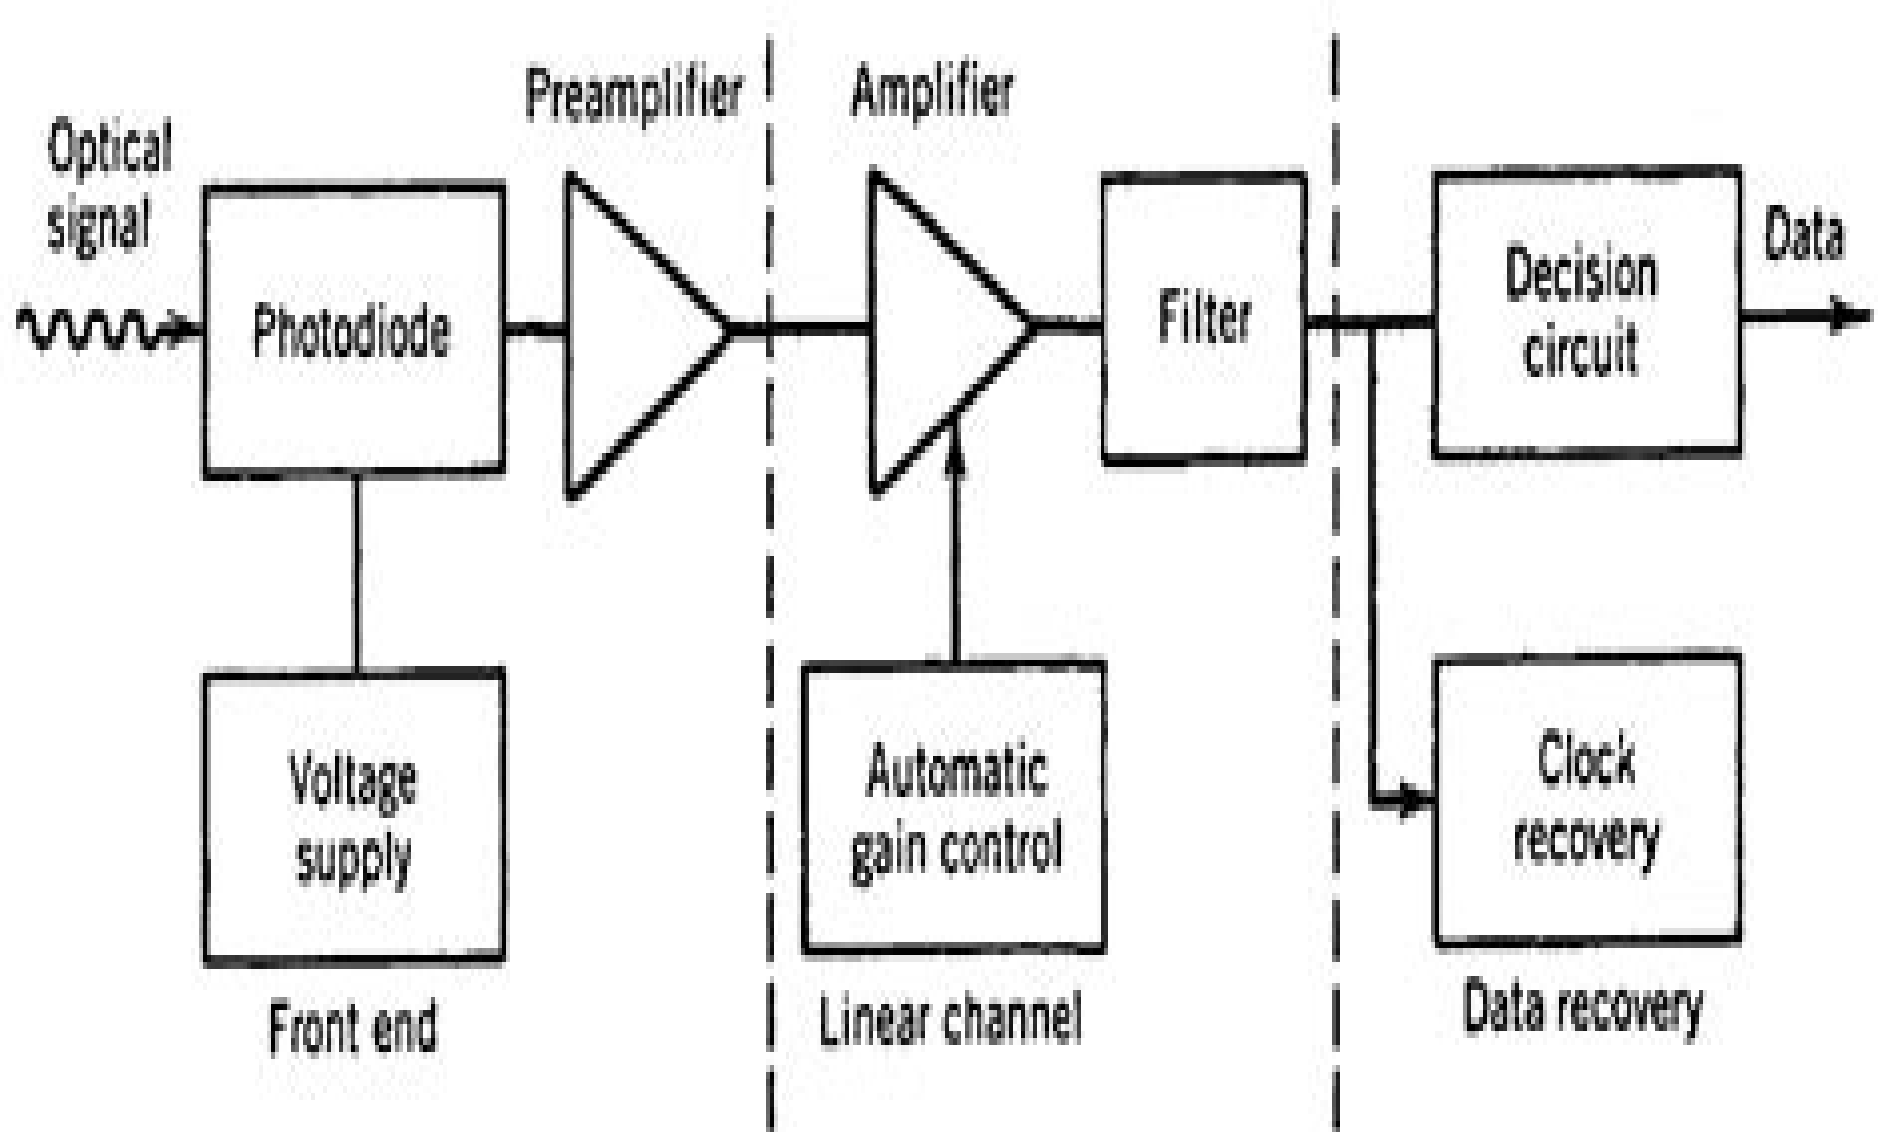 Preamplifier
Amplifier
Optical
signal
Photodiode
Filter
Decision
circuit
Data
Voltage
supply
Automatic
gain control
Clock
recovery
Front end
Linear channel
Data recovery